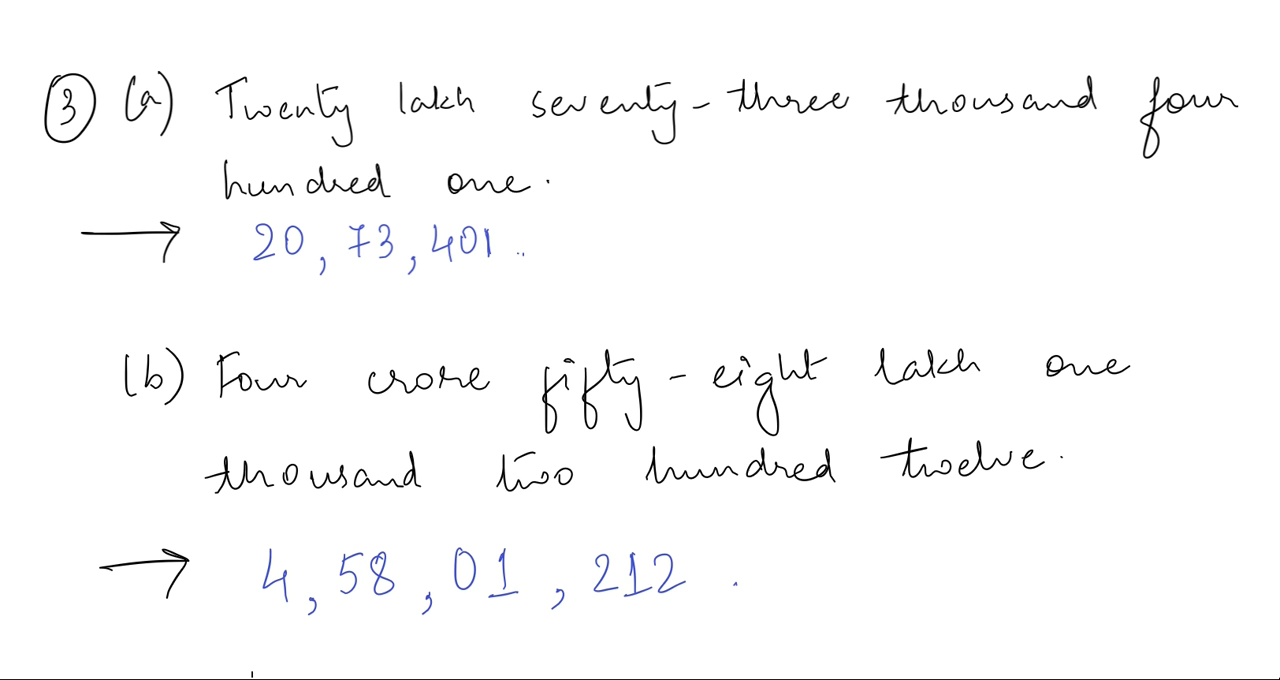 ③ (a) Twenty lakh seventy-three thousand four
hundred one.
→ 20,73,401..
(b) Four crore fifty-eight lakh one
thousand two hundred twelve.
→ 4,58,01,212.